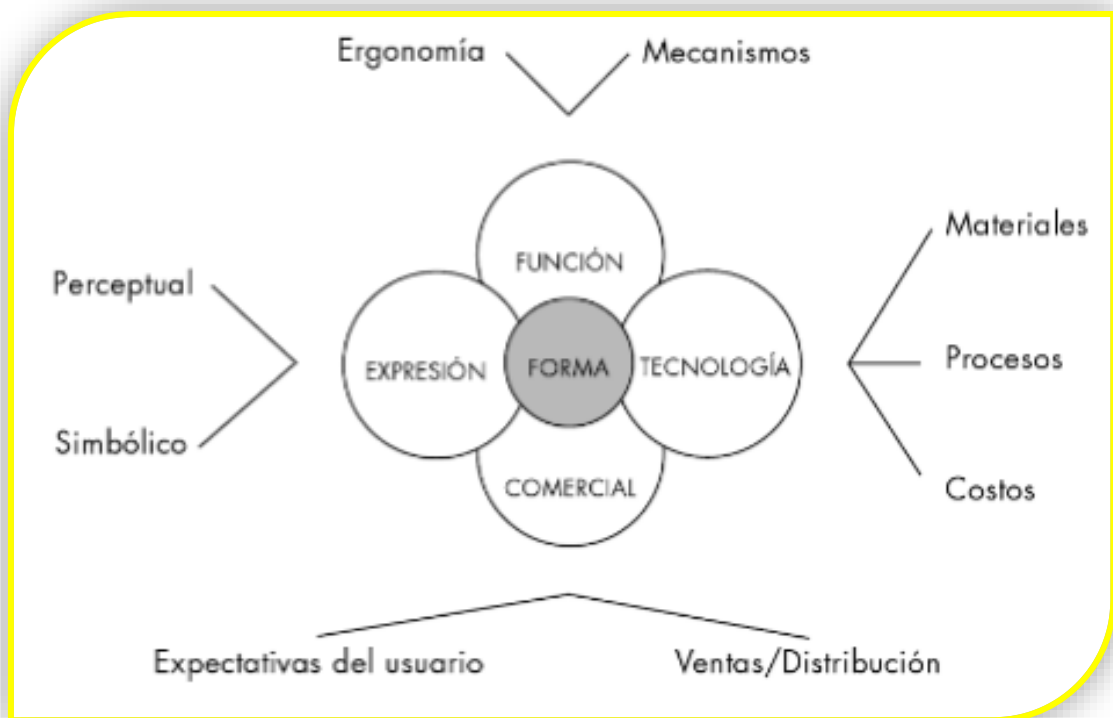 Ergonomía
Mecanismos
Materiales
FUNCIÓN
Perceptual
EXPRESIÓN
FORMA
TECNOLOGÍA
Procesos
Simbólico
COMERCIAL
Costos
Expectativas del usuario
Ventas/Distribución